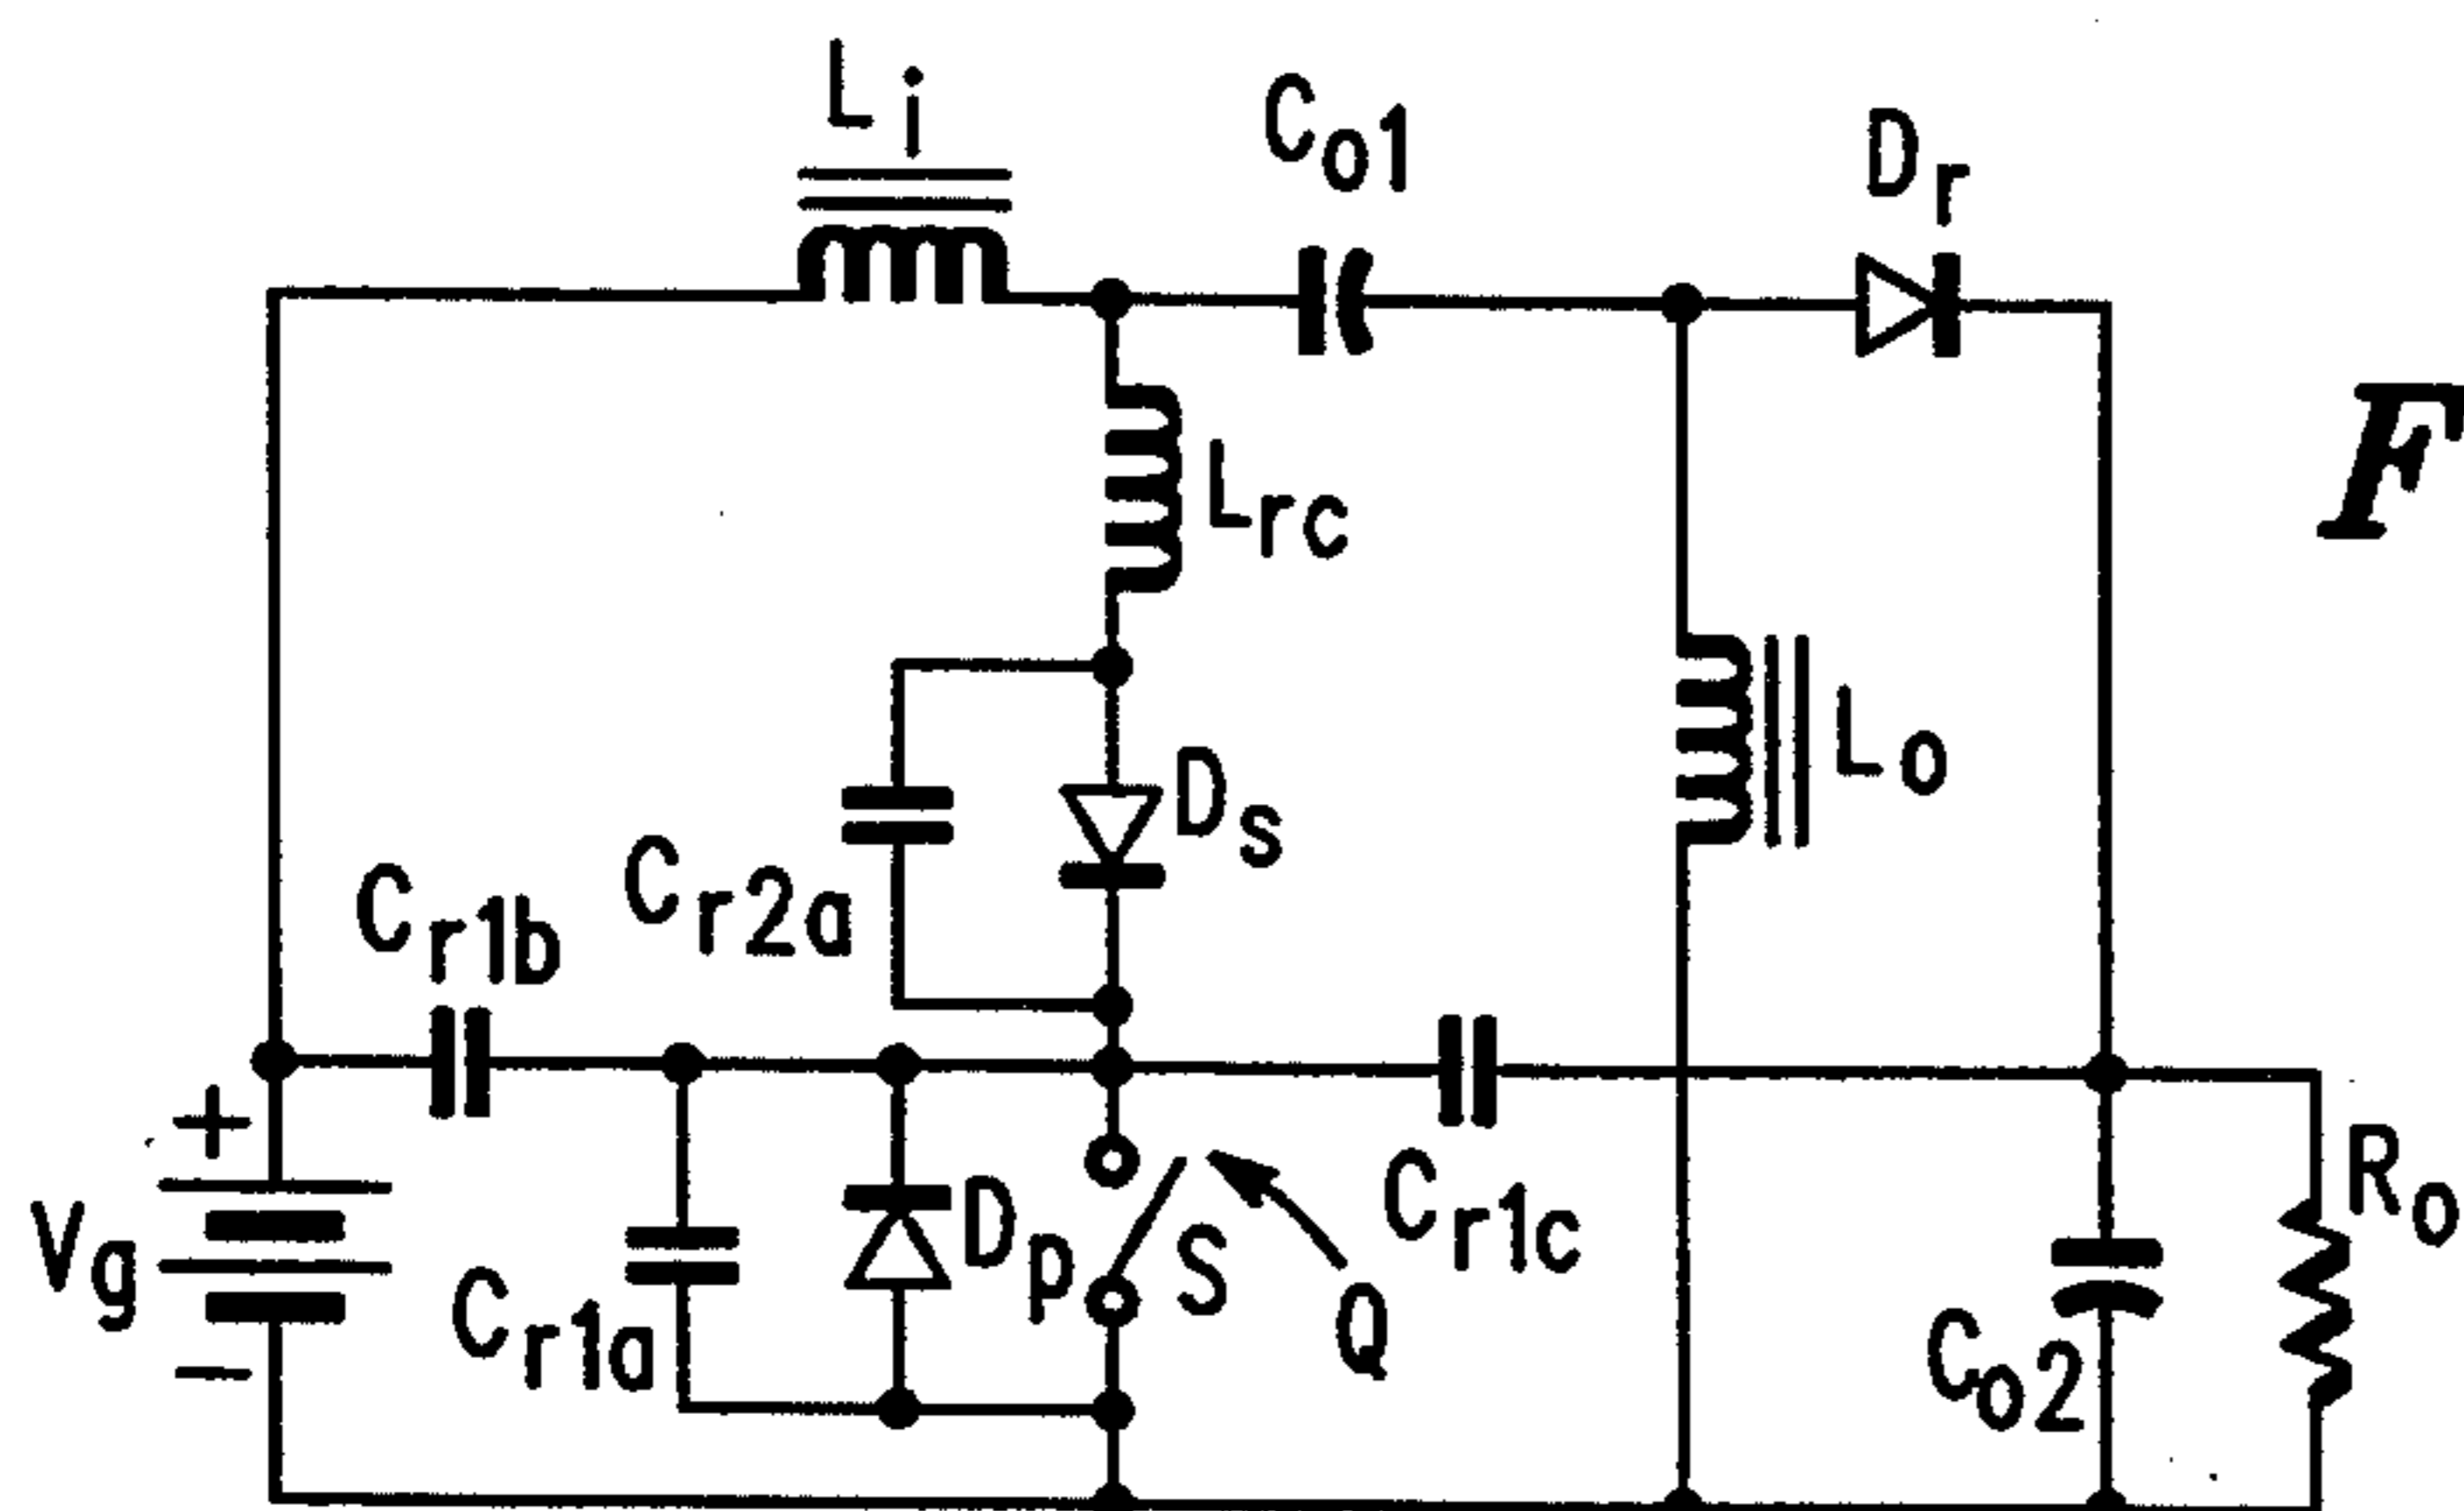 Li
Co1
Dr
F
Lrc
Lo
Ds
Cr2a
Cr1b
+
Vg
-
Cr1a
Dp
S
Q
Cr1c
Co2
Ro